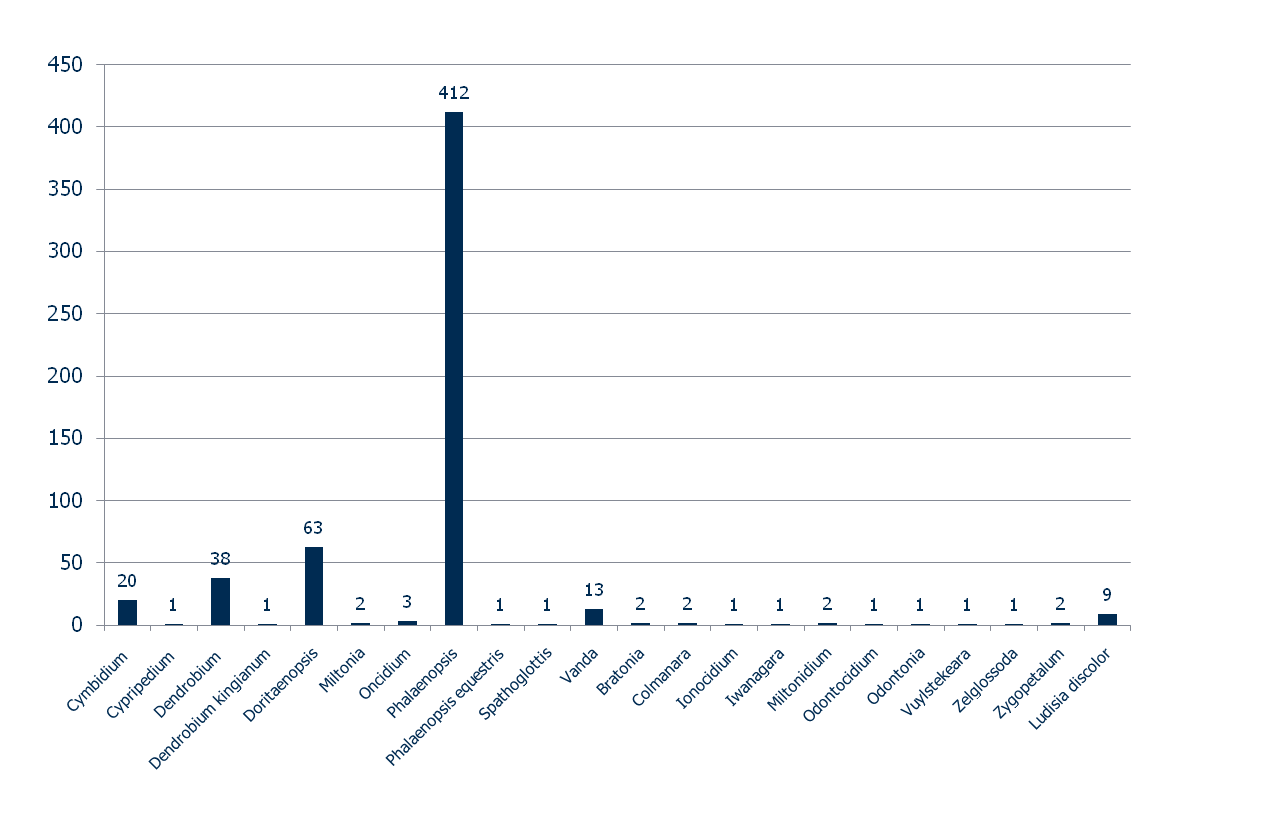 450
400
350
300
250
200
150
100
50
0
20
1
38
1
63
2
3
412
1
1
13
2
2
1
1
2
1
1
1
1
2
9
Cymbidium
Cypripedium
Dendrobium
Dendrobium kingianum
Doritaenopsis
Miltonia
Oncidium
Phalaenopsis
Phalaenopsis equestris
Spathoglottis
Vanda
Bratonia
Colmanara
Ionocidium
Iwanagara
Miltonidium
Odontocidium
Odontonia
Vuylstekeara
Zelglossoda
Zygopetalum
Ludisia discolor